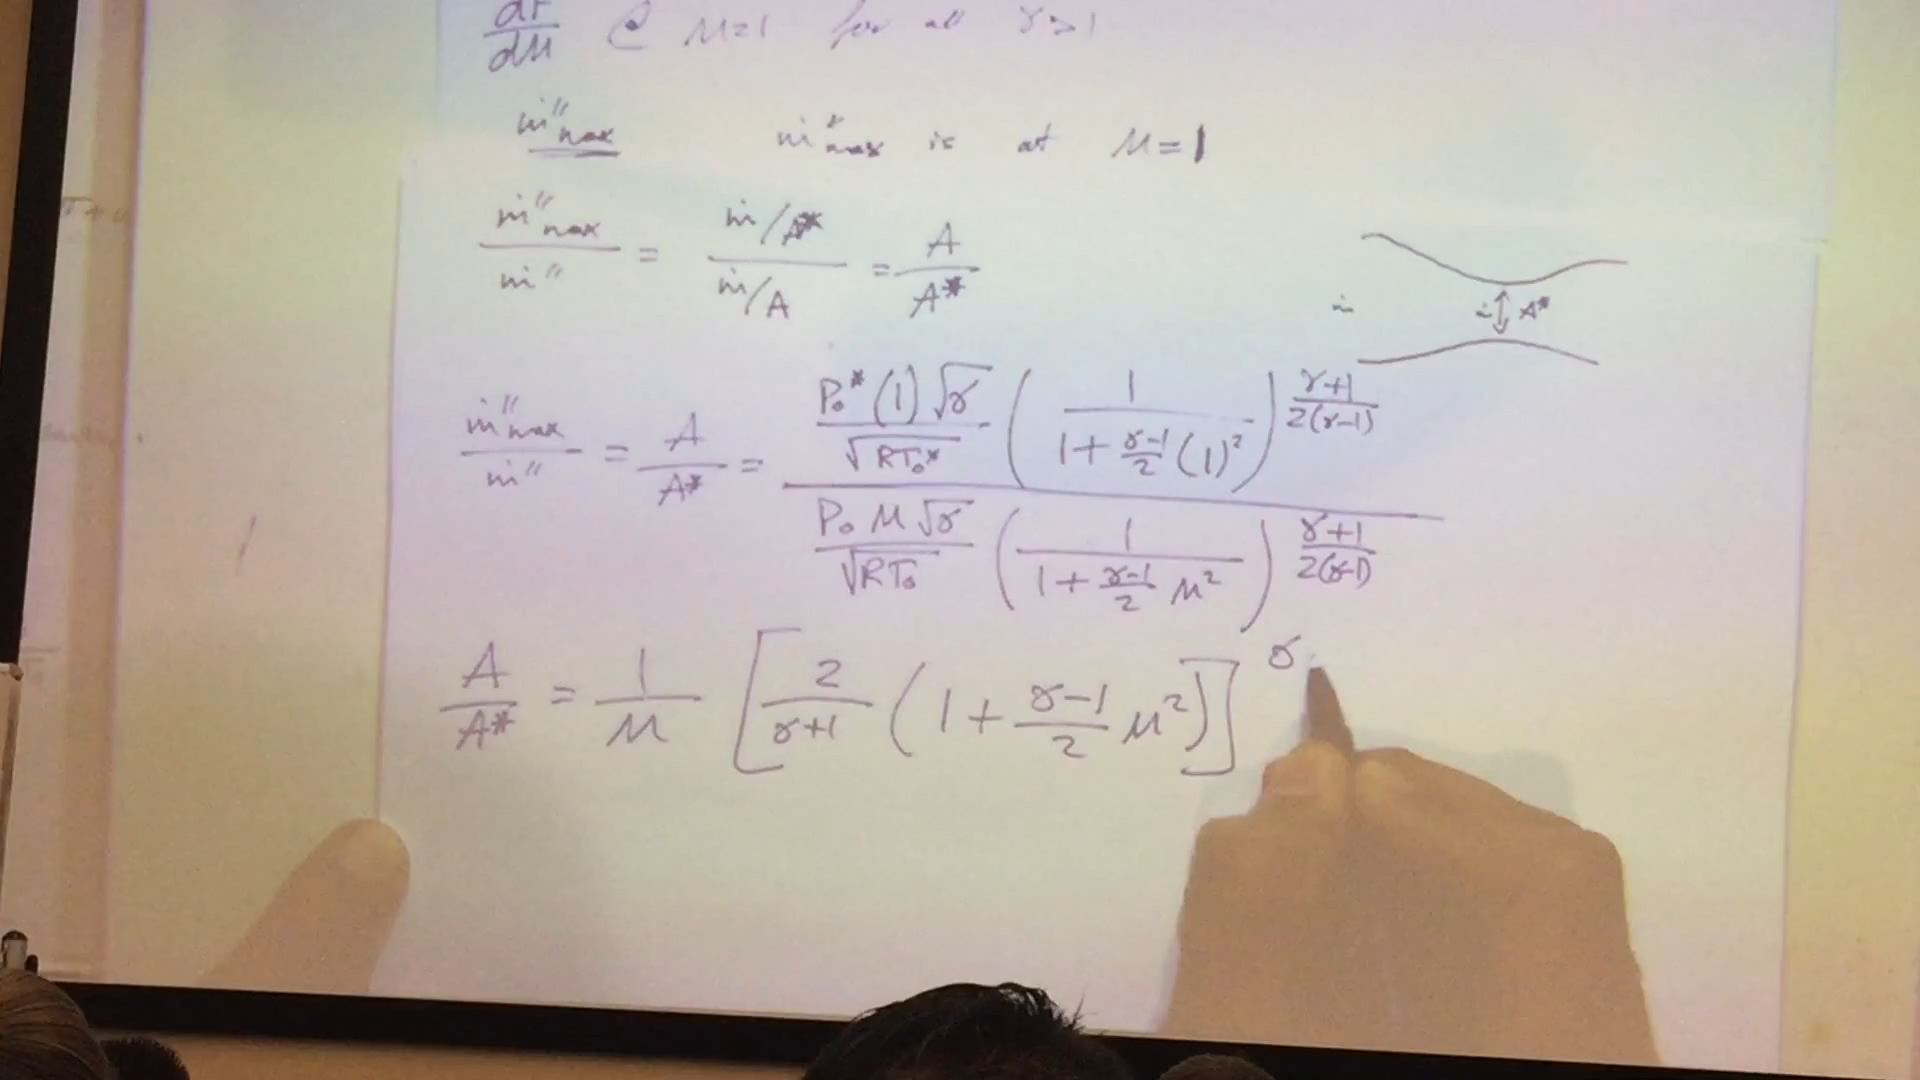 dF/dM @ M=1 for all γ>1
ṁ''max ṁ''max is at M=1
ṁ''max/ṁ'' = (ṁ/A*)/(ṁ/A) = A/A*
ṁ ṁ A*
ṁ''max/ṁ'' = A/A* = [P₀*(1)√γ/√RT₀* (1/(1+(γ-1)/2 (1)²))^((γ+1)/(2(γ-1)))] / [P₀M√γ/√RT₀ (1/(1+(γ-1)/2 M²))^((γ+1)/(2(γ-1)))]
A/A* = 1/M [2/(γ+1) (1+(γ-1)/2 M²)]^γ